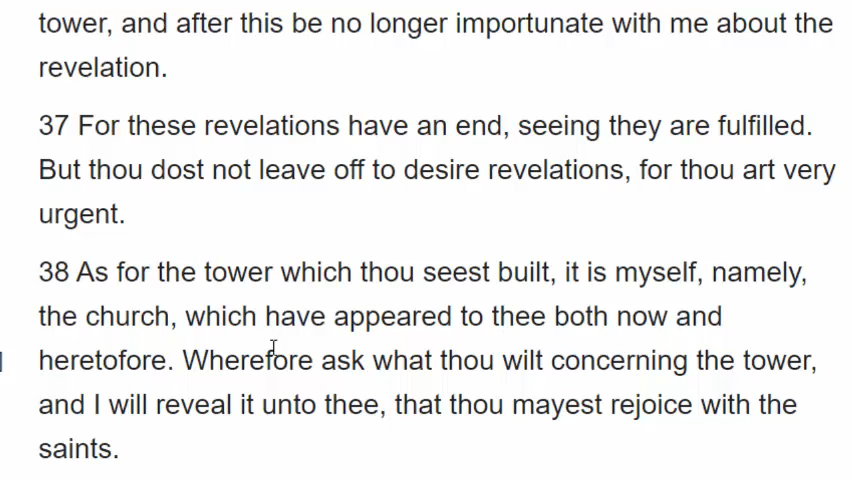 tower, and after this be no longer importunate with me about the
revelation.
37 For these revelations have an end, seeing they are fulfilled.
But thou dost not leave off to desire revelations, for thou art very
urgent.
38 As for the tower which thou seest built, it is myself, namely,
the church, which have appeared to thee both now and
heretofore. Wherefore ask what thou wilt concerning the tower,
and I will reveal it unto thee, that thou mayest rejoice with the
saints.